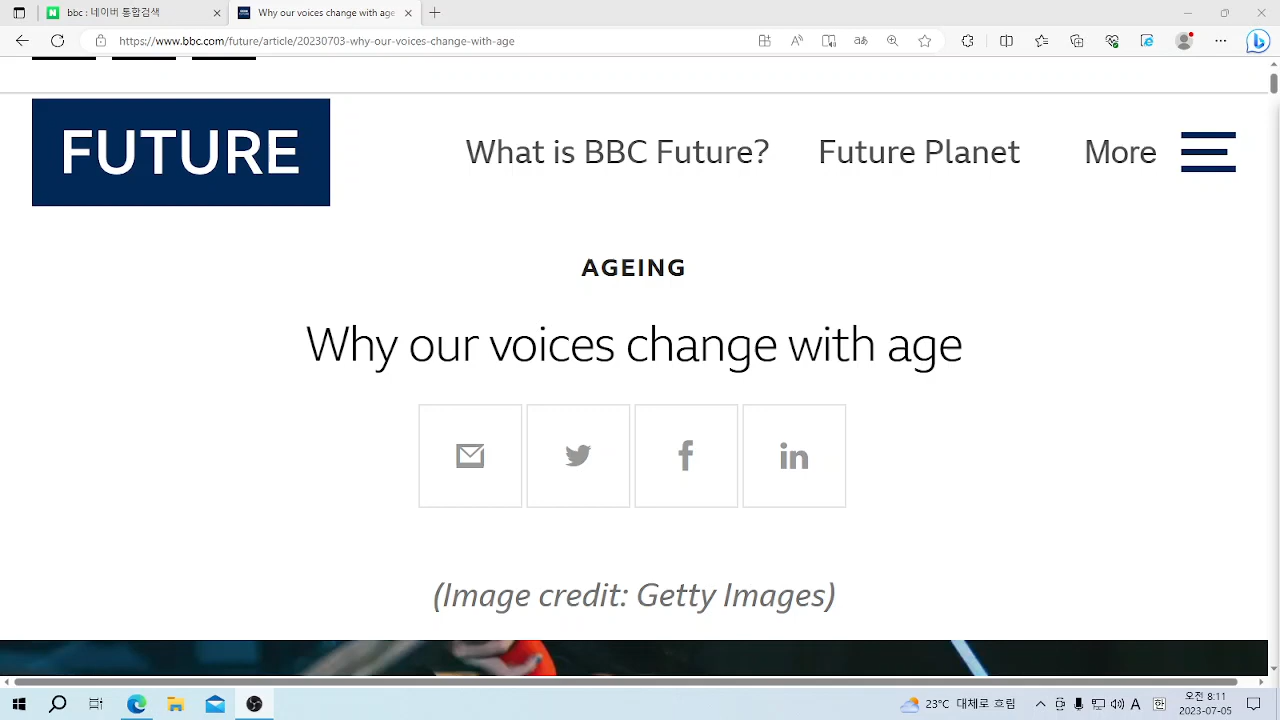 bbc : 네이버 통합검색
Why our voices change with age
https://www.bbc.com/future/article/20230703-why-our-voices-change-with-age
FUTURE
What is BBC Future?
Future Planet
More
AGEING
Why our voices change with age
(Image credit: Getty Images)
23°C 대체로 흐림
오전 8:11
2023-07-05